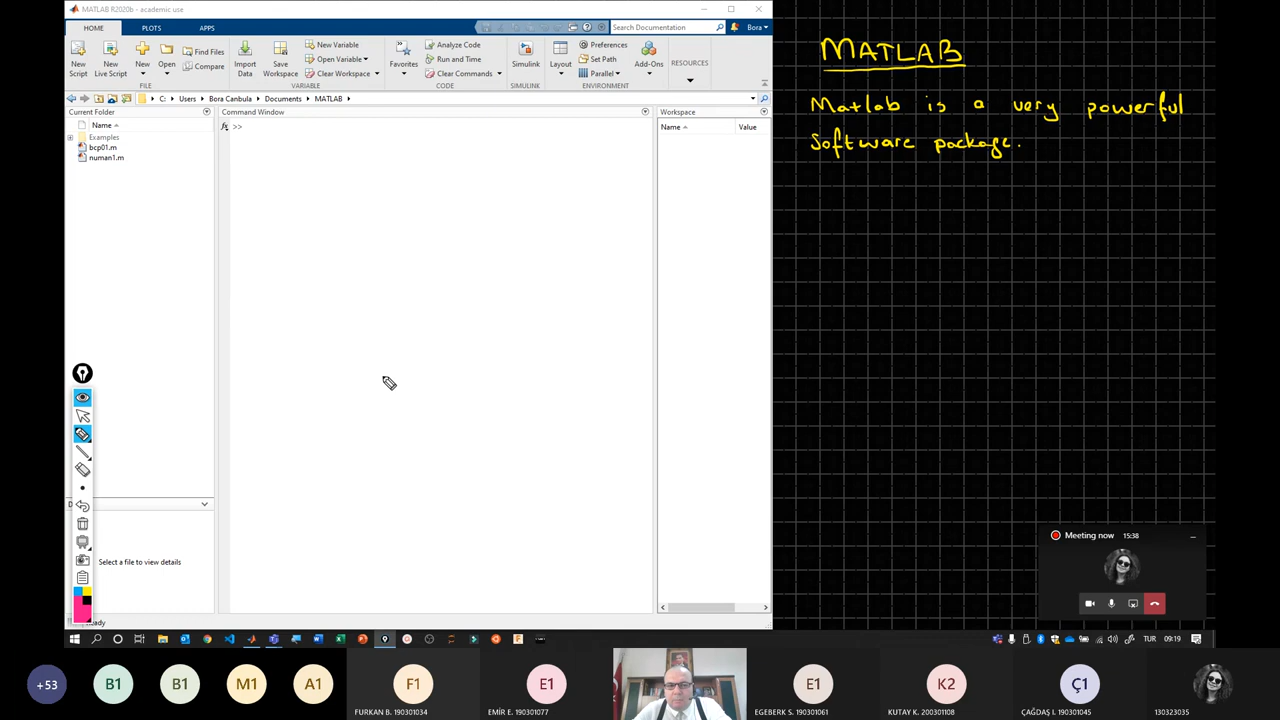 MATLAB R2020b - academic use
HOME
PLOTS
APPS
Search Documentation
Bora
New Script
New Live Script
New
Open
Find Files
Compare
Import Data
Save Workspace
New Variable
Open Variable
Clear Workspace
Favorites
Analyze Code
Run and Time
Clear Commands
Simulink
Layout
Preferences
Set Path
Parallel
Add-Ons
RESOURCES
FILE
VARIABLE
CODE
SIMULINK
ENVIRONMENT
C: Users Bora Canbula Documents MATLAB
Current Folder
Command Window
Workspace
Name
Name
Value
fx >>
Examples
bcp01.m
numan1.m
Select a file to view details
MATLAB
Matlab is a very powerful
Software package.
Meeting now 15:38
TUR 09:19
+53
B1
B1
M1
A1
F1
FURKAN B. 190301034
E1
EMİR E. 190301077
E1
EGEBERK S. 190301061
K2
KUTAY K. 200301108
Ç1
ÇAĞDAŞ I. 190301045
130323035